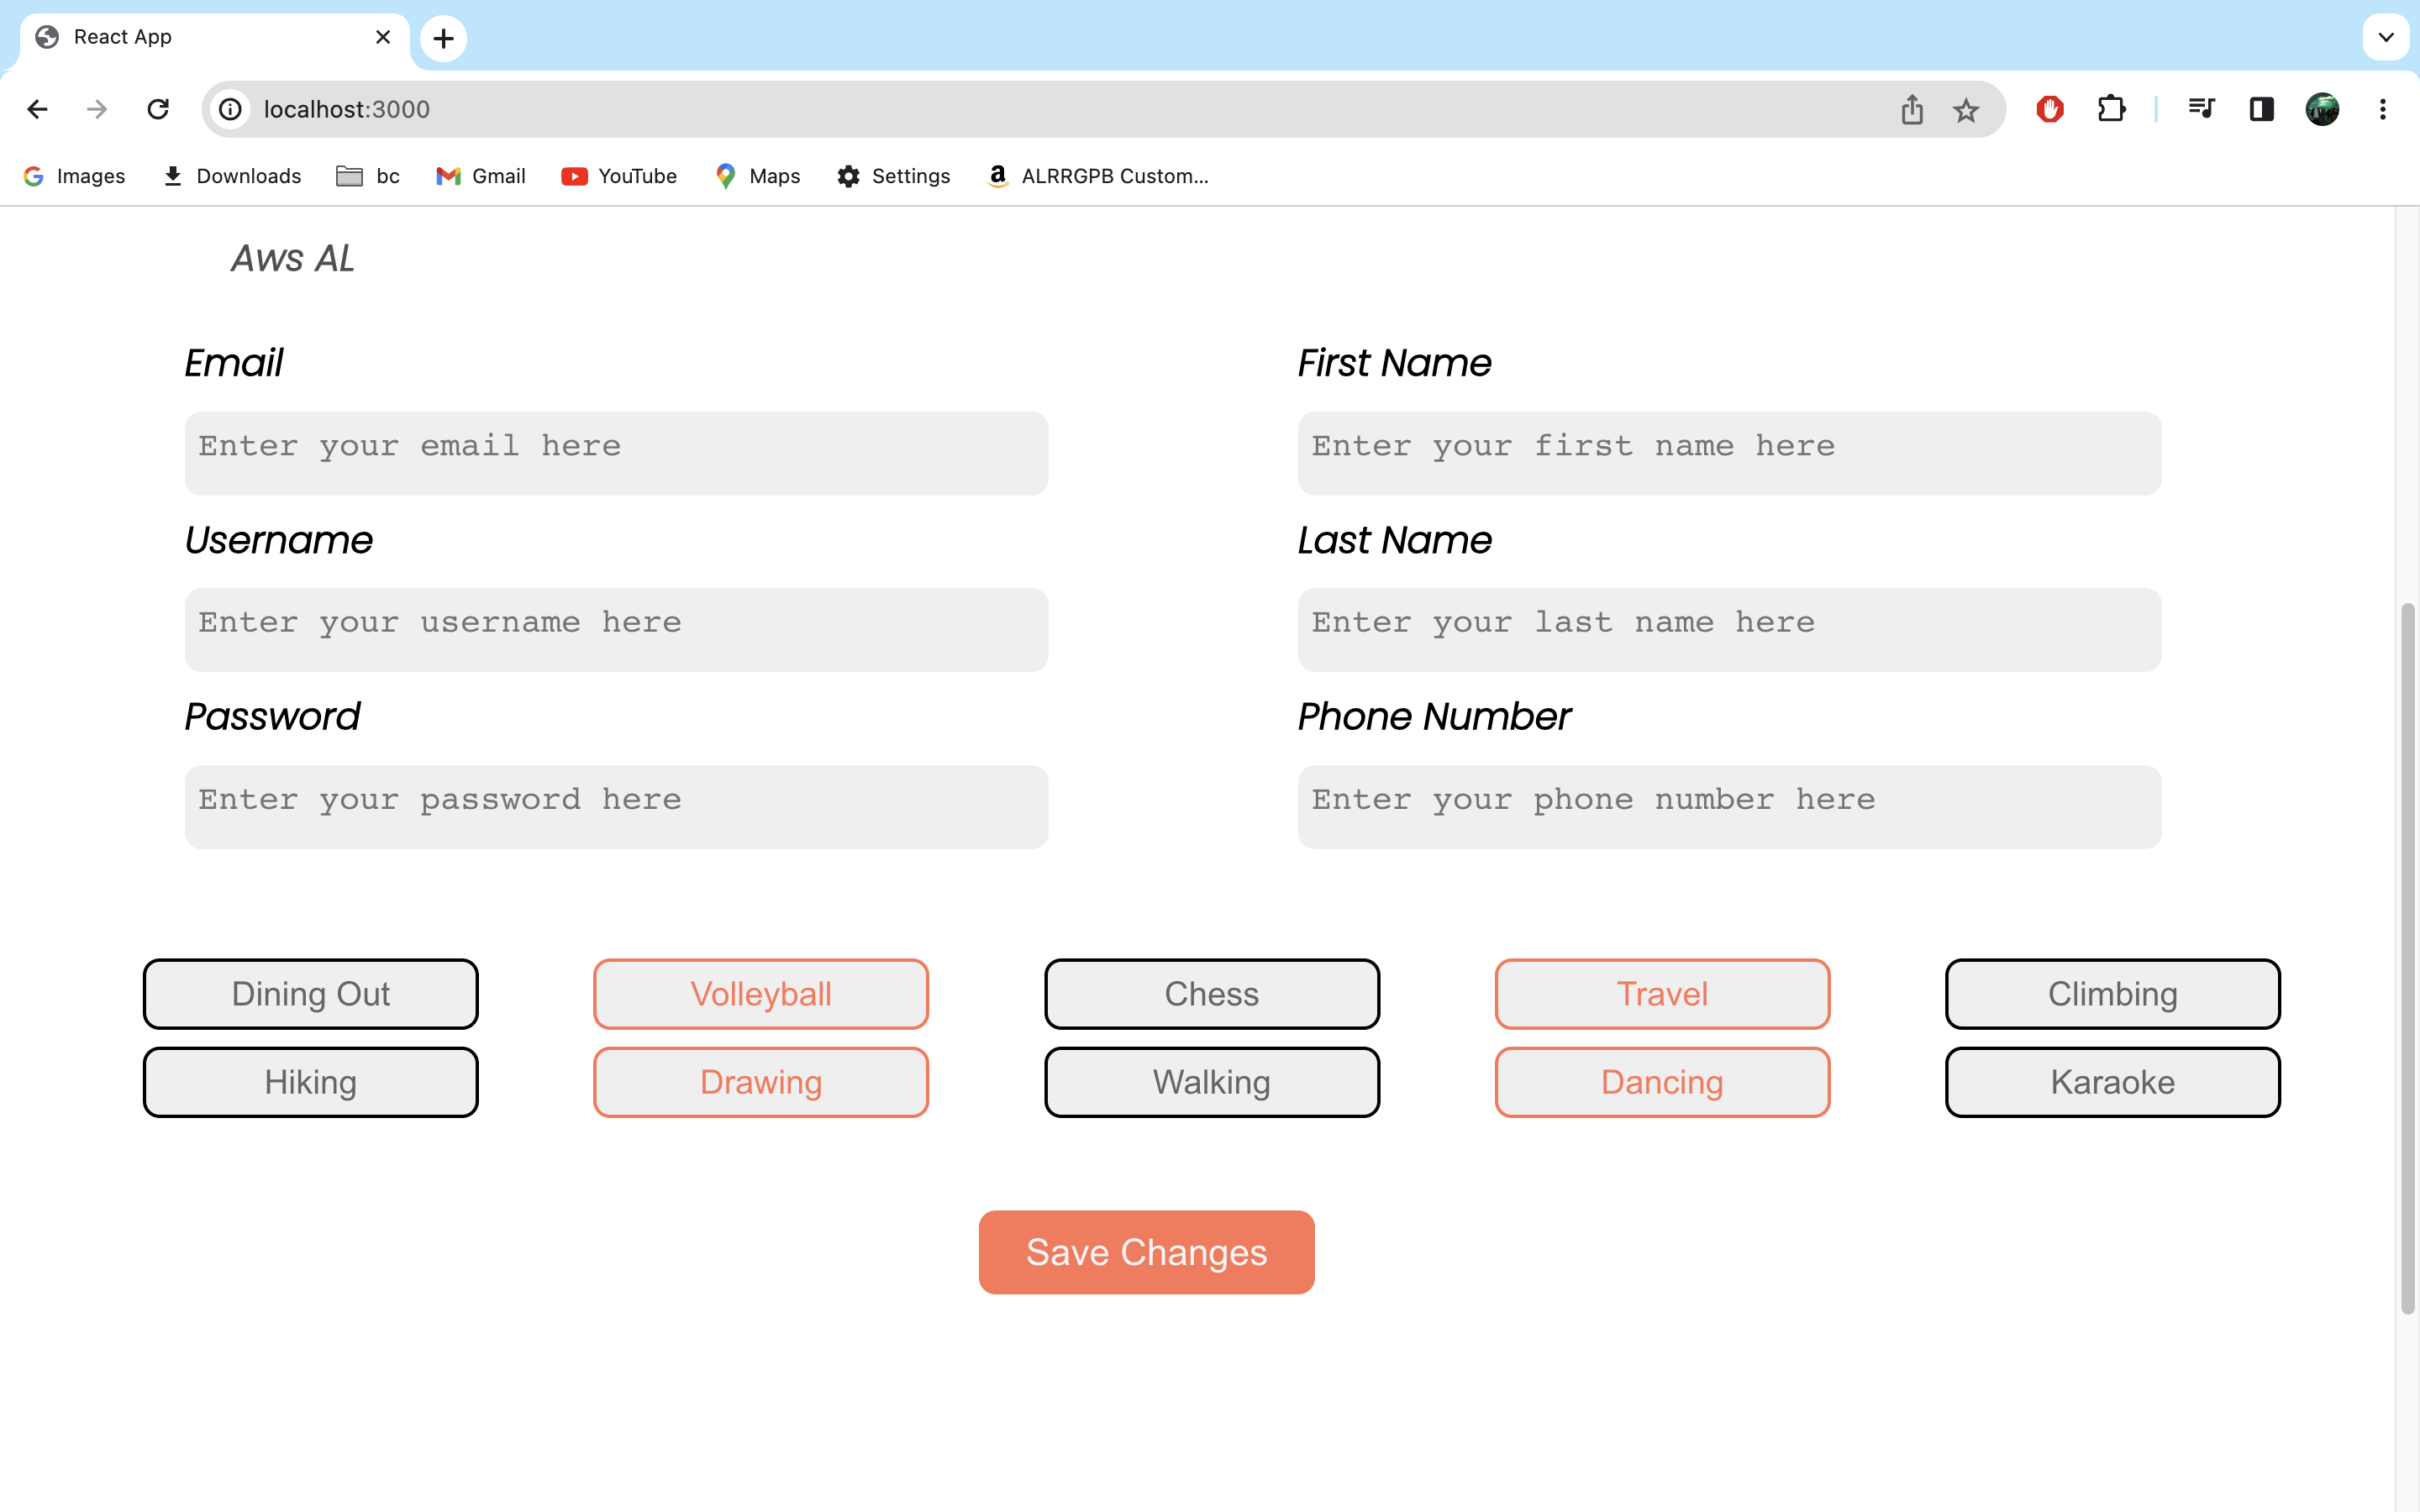 React App
localhost:3000
Images Downloads bc Gmail YouTube Maps Settings ALRRGPB Custom...
Aws AL
Email First Name
Enter your email here Enter your first name here
Username Last Name
Enter your username here Enter your last name here
Password Phone Number
Enter your password here Enter your phone number here
Dining Out Volleyball Chess Travel Climbing
Hiking Drawing Walking Dancing Karaoke
Save Changes